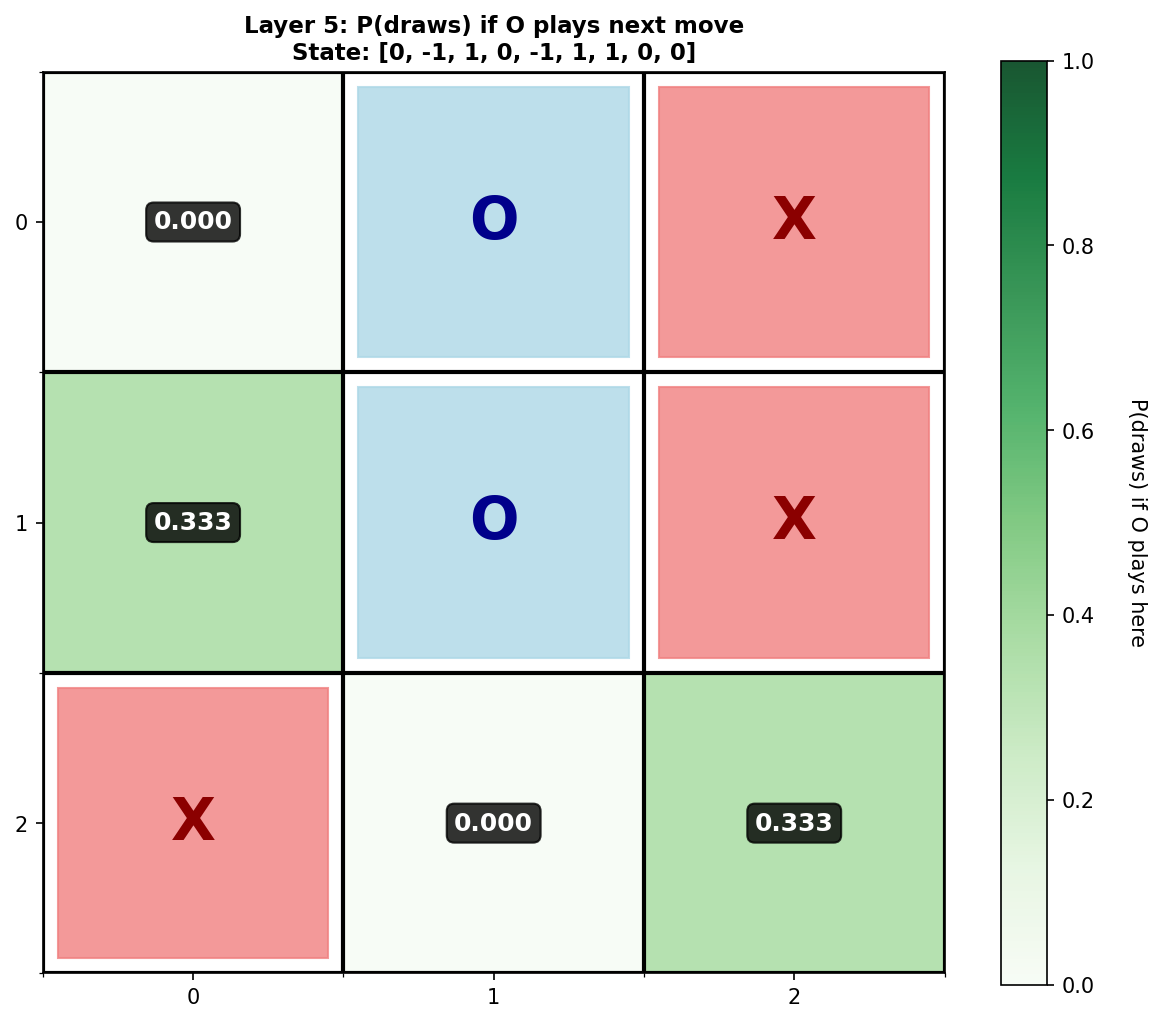 Layer 5: P(draws) if O plays next move
State: [0, -1, 1, 0, -1, 1, 1, 0, 0]
0
0.000
O
X
1
0.333
O
X
2
X
0.000
0.333
0
1
2
1.0
0.8
0.6
0.4
0.2
0.0
P(draws) if O plays here